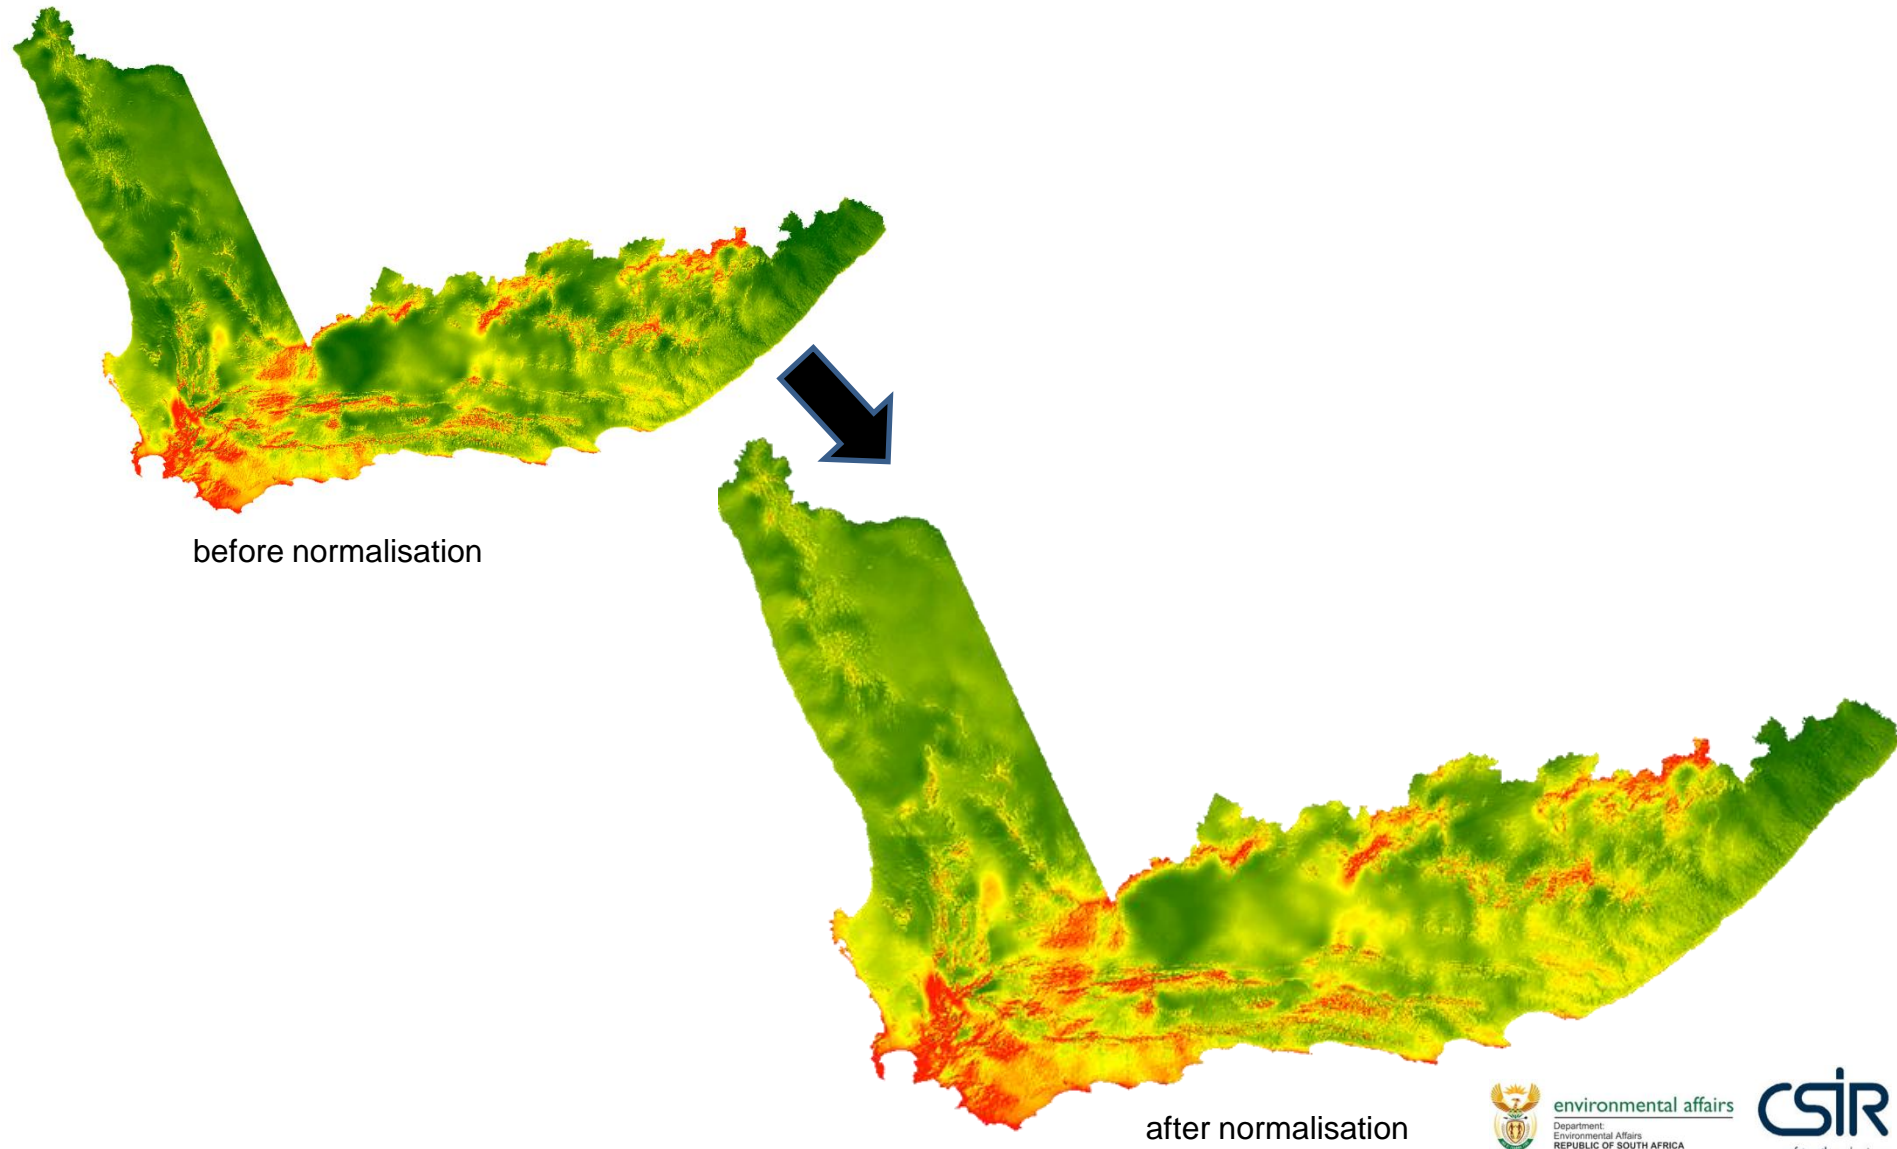 before normalisation
after normalisation
environmental affairs
Department:
Environmental Affairs
REPUBLIC OF SOUTH AFRICA
CSIR